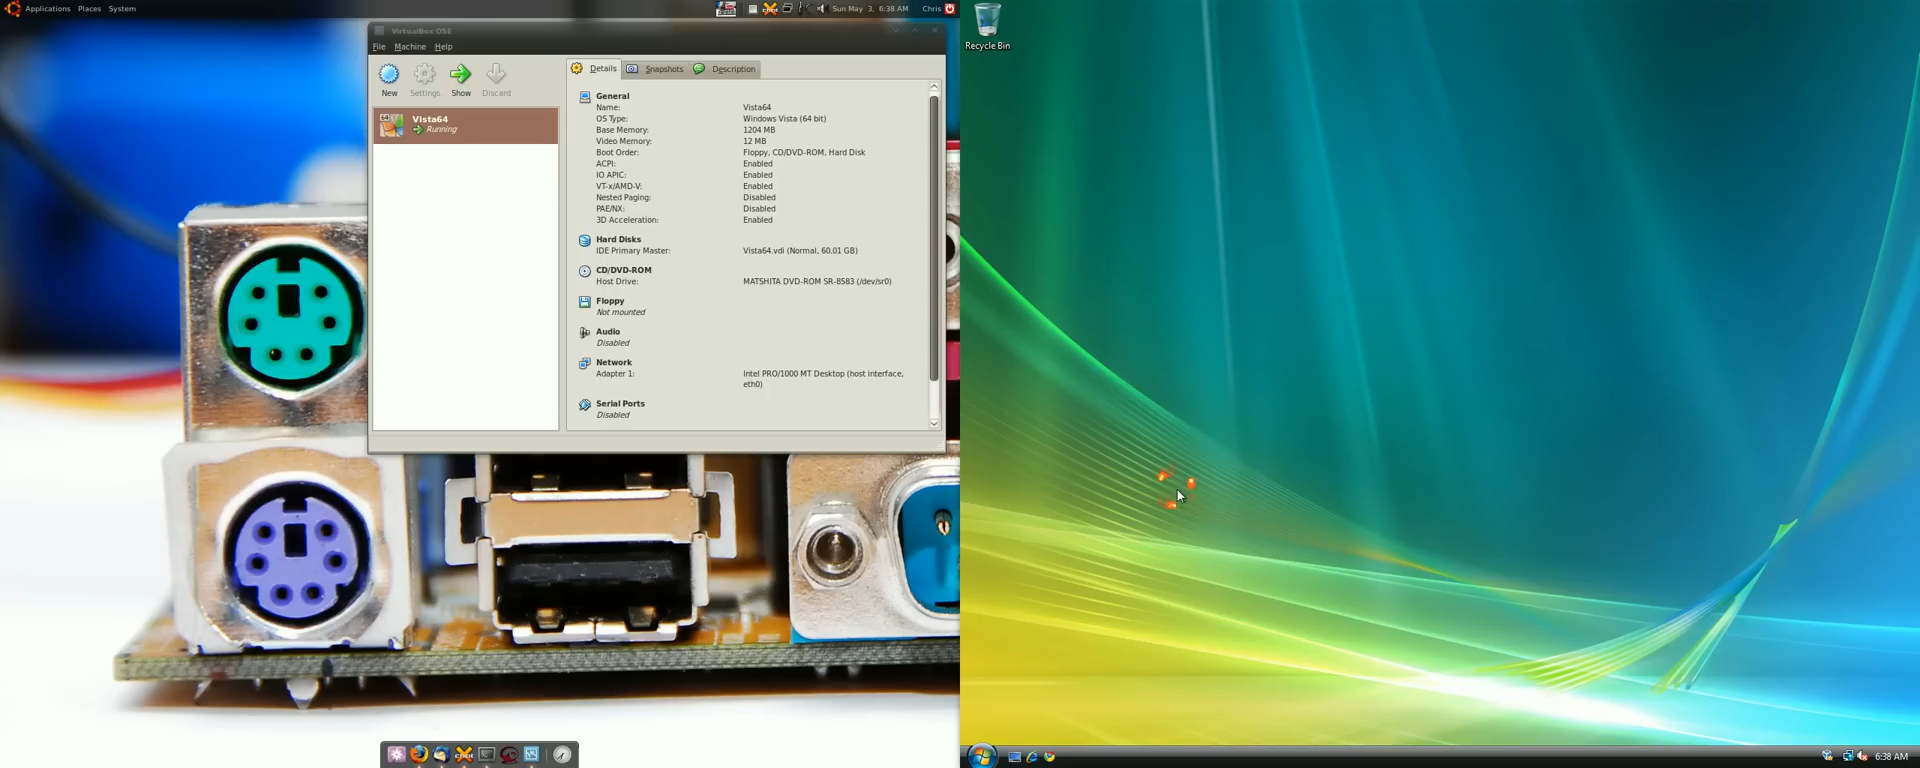 Applications Places System
Sun May 3, 6:38 AM Chris
VirtualBox OSE
File Machine Help
New Settings Show Discard
64 Vista64
Running
Details Snapshots Description
General
Name: Vista64
OS Type: Windows Vista (64 bit)
Base Memory: 1204 MB
Video Memory: 12 MB
Boot Order: Floppy, CD/DVD-ROM, Hard Disk
ACPI: Enabled
IO APIC: Enabled
VT-x/AMD-V: Enabled
Nested Paging: Disabled
PAE/NX: Disabled
3D Acceleration: Enabled
Hard Disks
IDE Primary Master: Vista64.vdi (Normal, 60.01 GB)
CD/DVD-ROM
Host Drive: MATSHITA DVD-ROM SR-8583 (/dev/sr0)
Floppy
Not mounted
Audio
Disabled
Network
Adapter 1: Intel PRO/1000 MT Desktop (host interface,
eth0)
Serial Ports
Disabled
Recycle Bin
6:38 AM